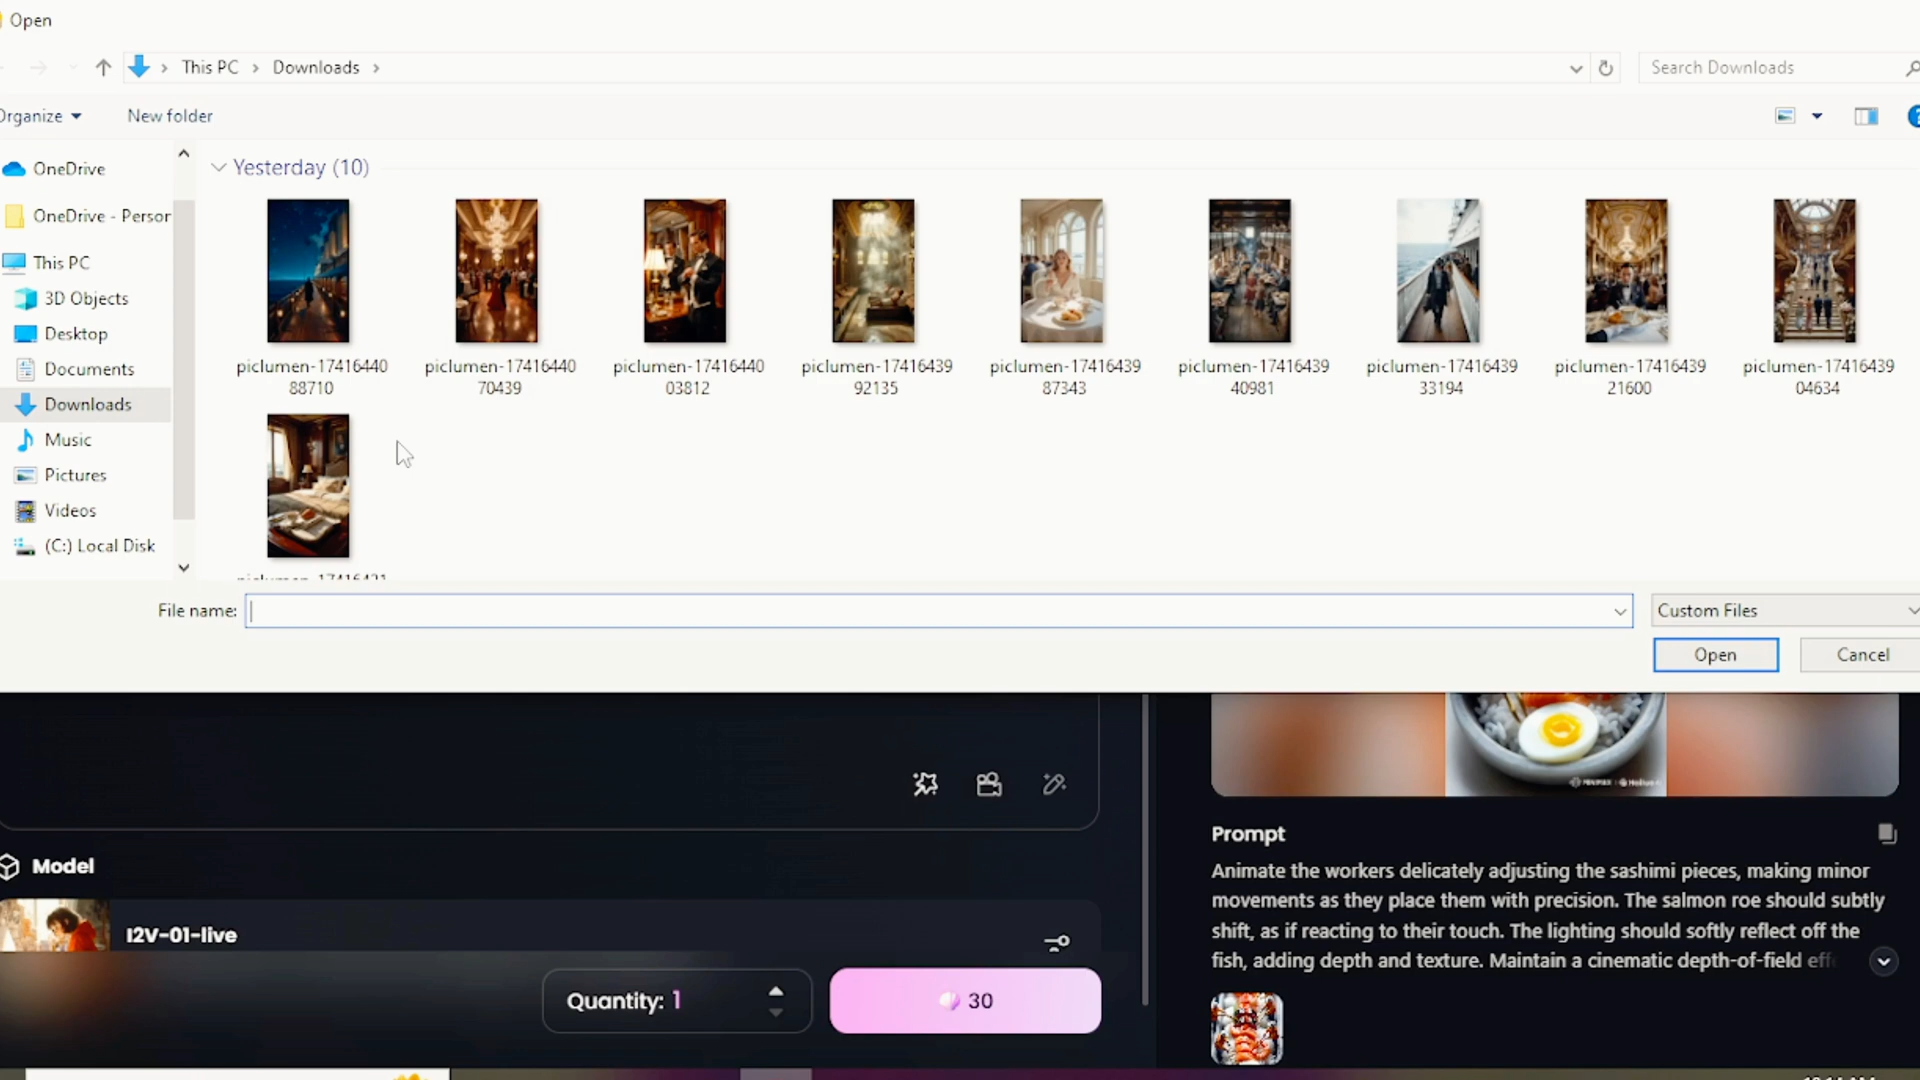 Open
This PC
Downloads
Search Downloads
Organize
New folder
OneDrive
OneDrive - Person
This PC
3D Objects
Desktop
Documents
Downloads
Music
Pictures
Videos
(C:) Local Disk
Yesterday (10)
piclumen-17416440
88710
piclumen-17416440
70439
piclumen-17416440
03812
piclumen-17416439
92135
piclumen-17416439
87343
piclumen-17416439
40981
piclumen-17416439
33194
piclumen-17416439
21600
piclumen-17416439
04634
File name:
Custom Files
Open
Cancel
Model
I2V-01-live
Quantity: 1
30
Prompt
Animate the workers delicately adjusting the sashimi pieces, making minor
movements as they place them with precision. The salmon roe should subtly
shift, as if reacting to their touch. The lighting should softly reflect off the
fish, adding depth and texture. Maintain a cinematic depth-of-field